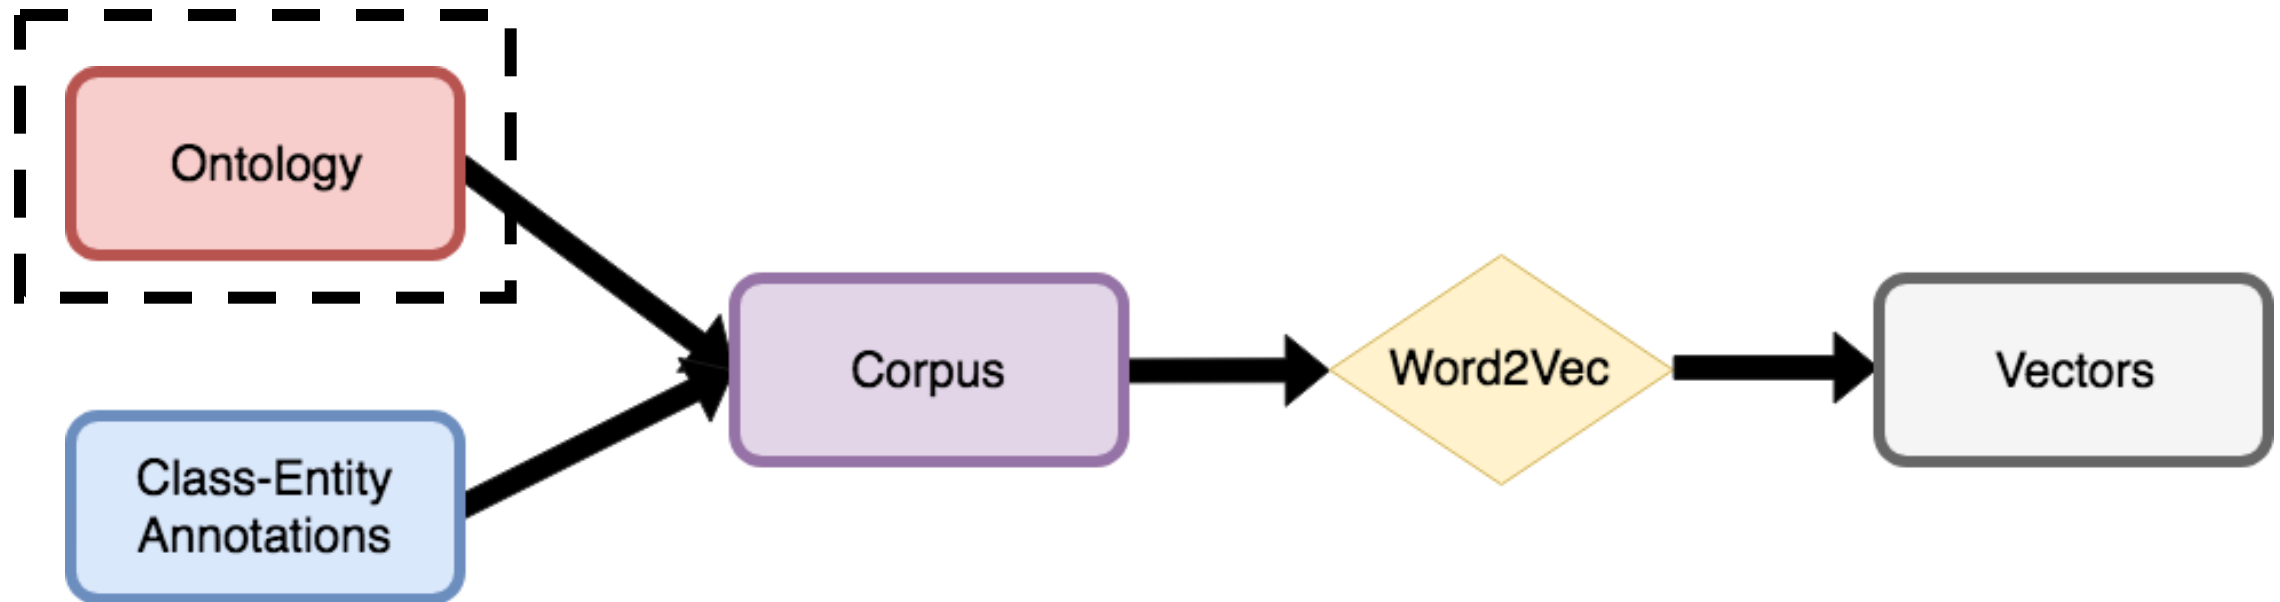 Ontology
Class-Entity
Annotations
Corpus
Word2Vec
Vectors